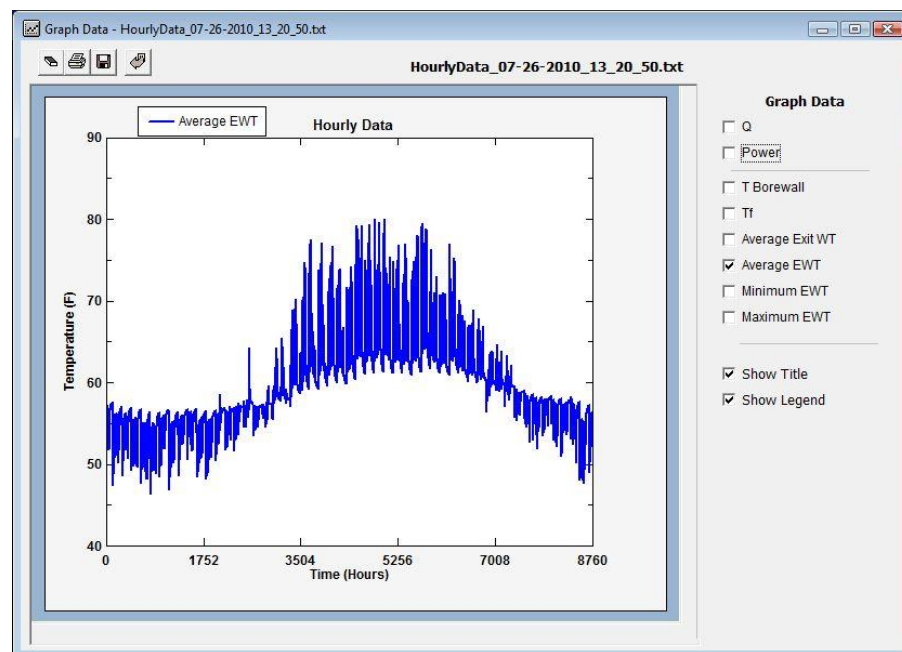 Graph Data - HourlyData_07-26-2010_13_20_50.txt
HourlyData_07-26-2010_13_20_50.txt
Average EWT
Hourly Data
90
80
70
60
50
40
Temperature (F)
0 1752 3504 5256 7008 8760
Time (Hours)
Graph Data
Q
Power
T Borewall
Tf
Average Exit WT
Average EWT
Minimum EWT
Maximum EWT
Show Title
Show Legend